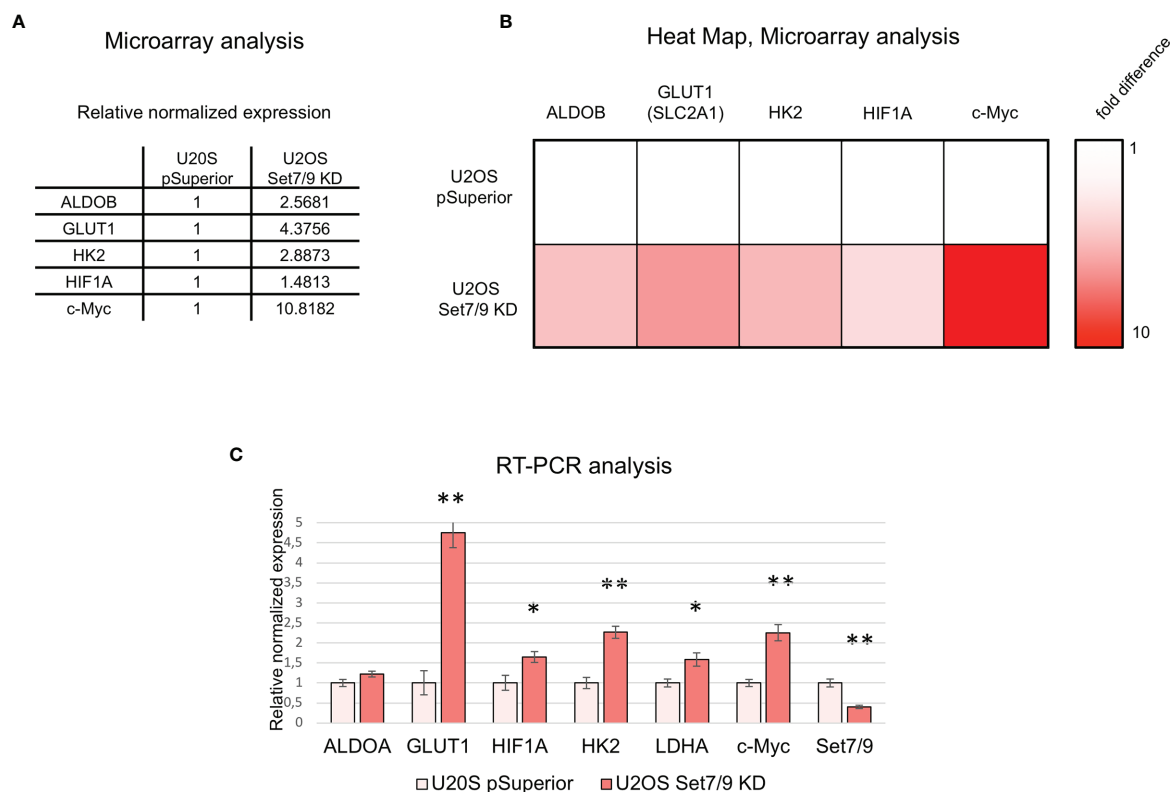 A
Microarray analysis
Relative normalized expression
U20S pSuperior
U2OS Set7/9 KD
ALDOB 1 2.5681
GLUT1 1 4.3756
HK2 1 2.8873
HIF1A 1 1.4813
c-Myc 1 10.8182
B
Heat Map, Microarray analysis
fold difference
ALDOB
GLUT1
(SLC2A1)
HK2
HIF1A
c-Myc
U2OS
pSuperior
U2OS
Set7/9 KD
1
10
C
RT-PCR analysis
Relative normalized expression
5
4,5
4
3,5
3
2,5
2
1,5
1
0,5
0
**
*
**
*
**
**
ALDOA GLUT1 HIF1A HK2 LDHA c-Myc Set7/9
U20S pSuperior U2OS Set7/9 KD